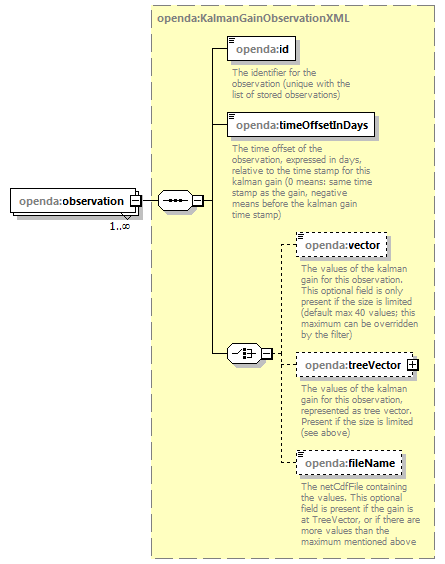 openda:KalmanGainObservationXML
openda:id
The identifier for the
observation (unique with the
list of stored observations)
openda:timeOffsetInDays
The time offset of the
observation, expressed in days,
relative to the time stamp for this
kalman gain (0 means: same time
stamp as the gain, negative
means before the kalman gain
time stamp)
openda:observation
1..∞
openda:vector
The values of the kalman
gain for this observation.
This optional field is only
present if the size is limited
(default max 40 values; this
maximum can be overridden
by the filter)
openda:treeVector
The values of the kalman
gain for this observation,
represented as tree vector.
Present if the size is limited
(see above)
openda:fileName
The netCdfFile containing
the values. This optional
field is present if the gain is
at TreeVector, or if there are
more values than the
maximum mentioned above